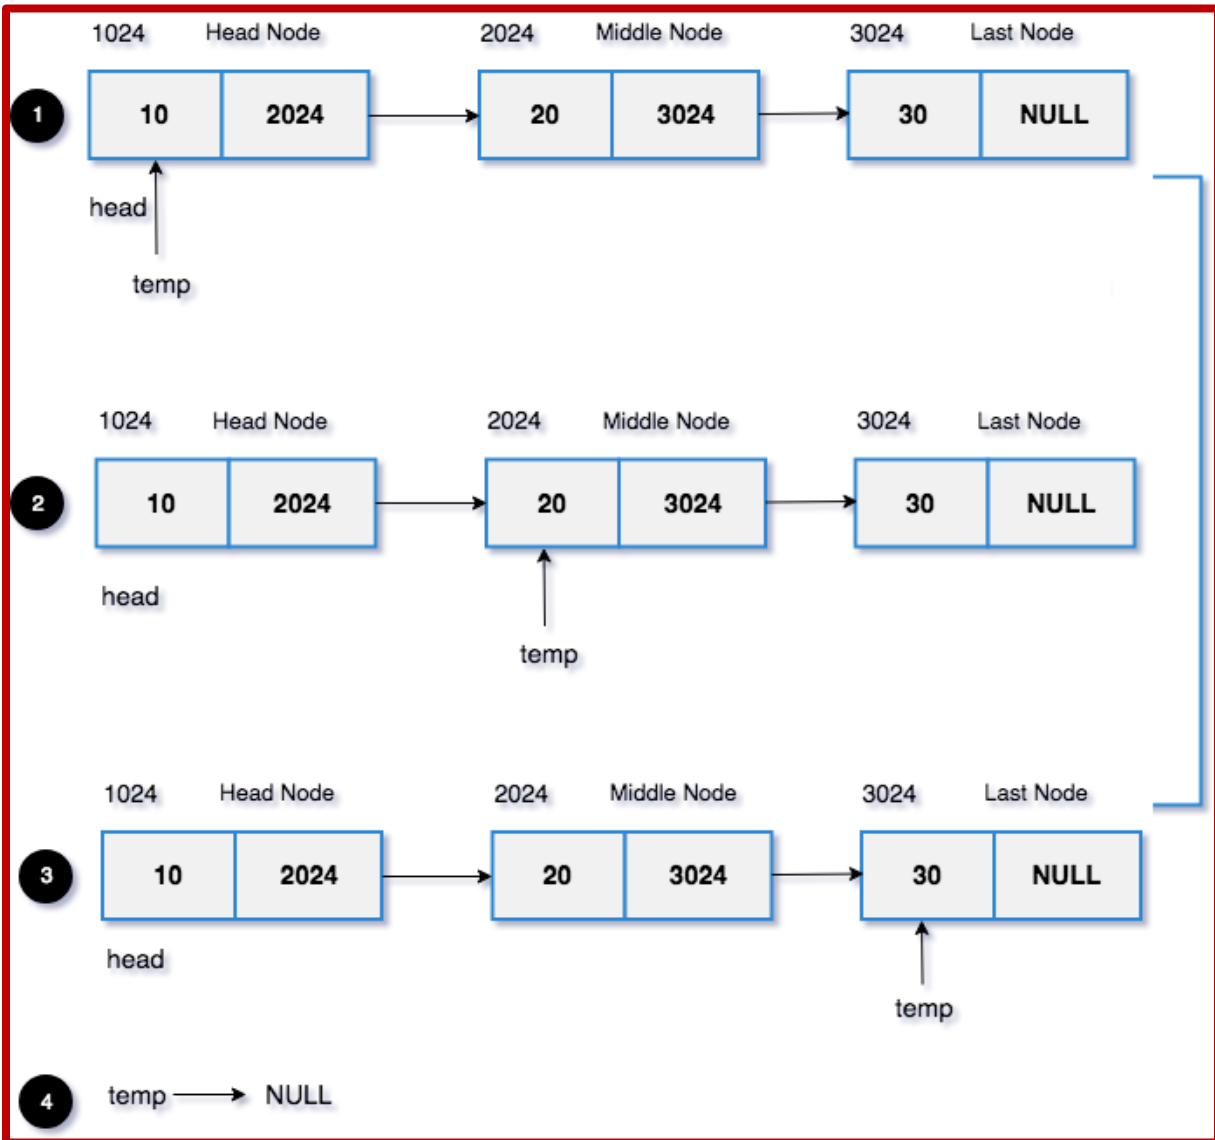 1024 Head Node 2024 Middle Node 3024 Last Node
1 10 2024 20 3024 30 NULL
head
temp
1024 Head Node 2024 Middle Node 3024 Last Node
2 10 2024 20 3024 30 NULL
head
temp
1024 Head Node 2024 Middle Node 3024 Last Node
3 10 2024 20 3024 30 NULL
head
temp
4 temp NULL